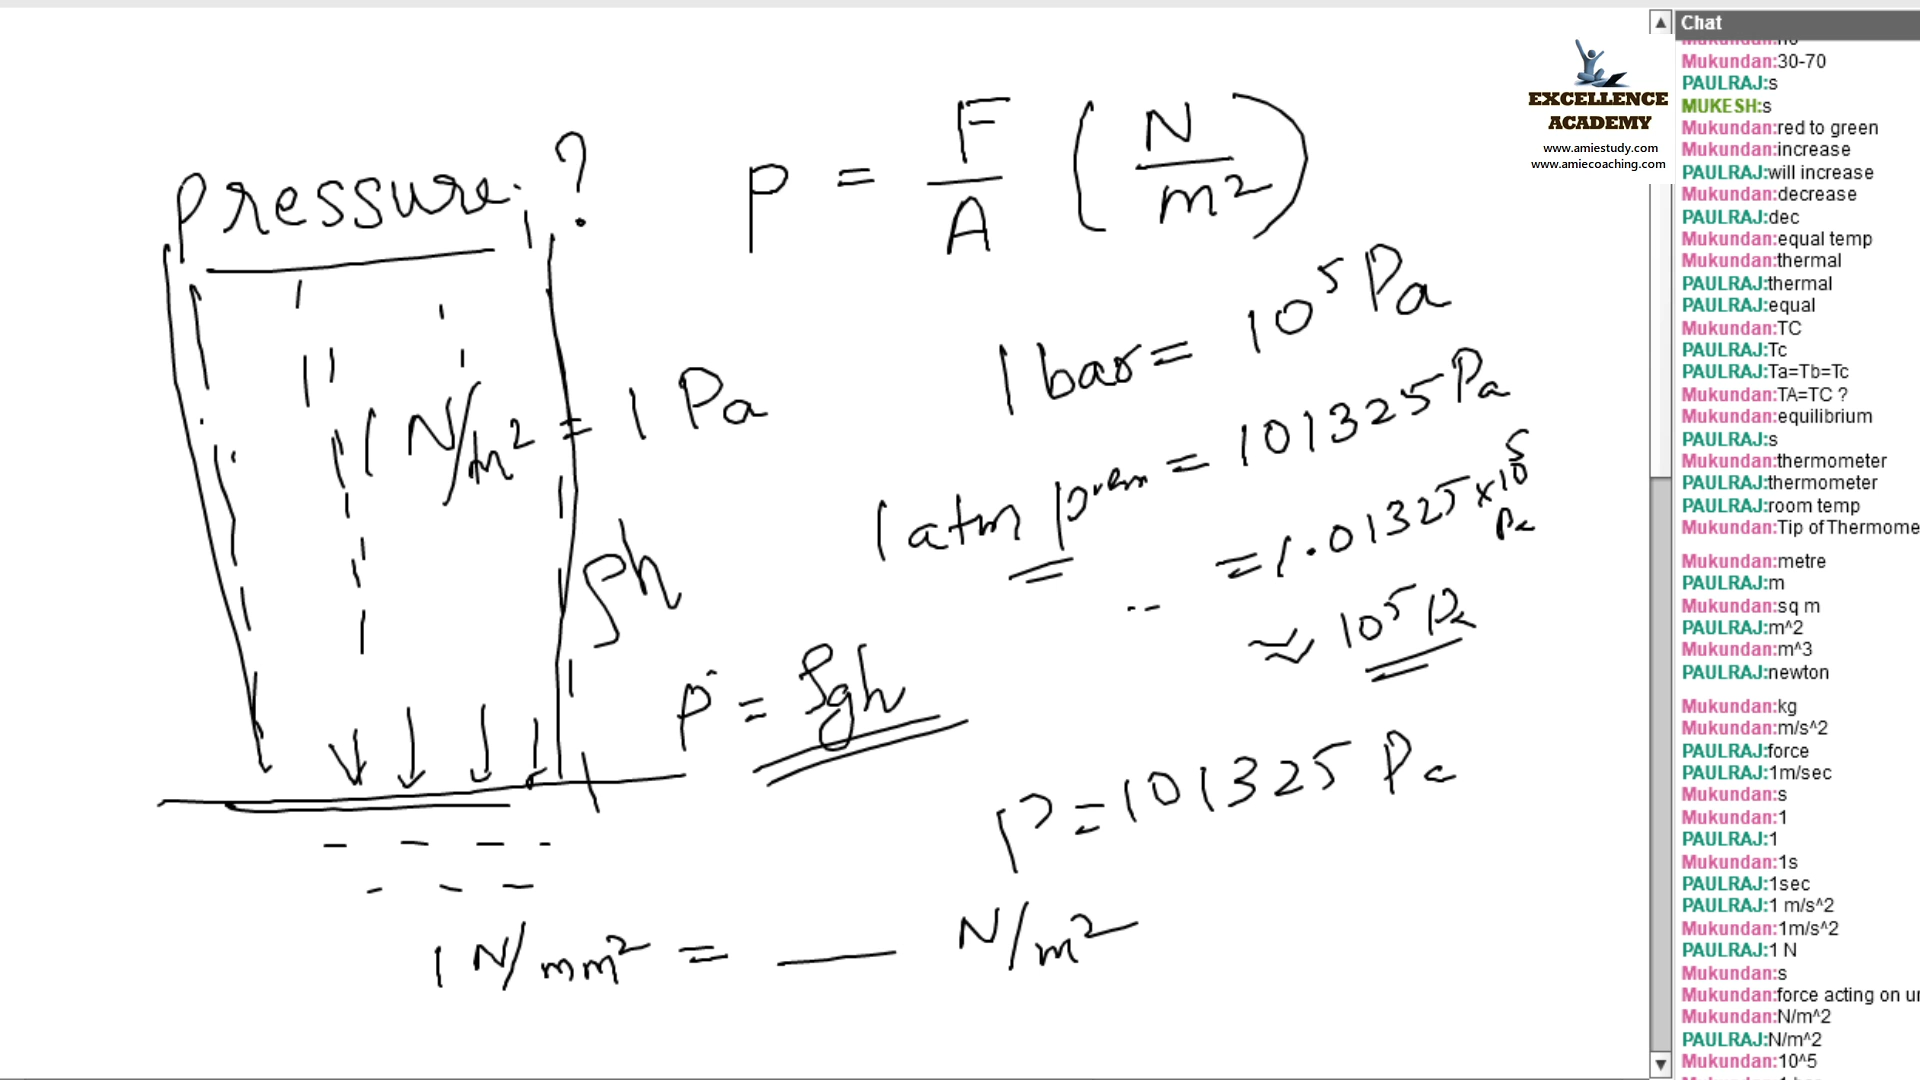 Pressure ?
P = F/A (N/m²)
1 N/m² = 1 Pa
1 bar = 10⁵ Pa
1 atm = 101325 Pa
= 1.01325 × 10⁵ Pa
≈ 10⁵ Pa
ρh
P = ρgh
P = 101325 Pa
1 N/mm² = __ N/m²
EXCELLENCE
ACADEMY
www.amiestudy.com
www.amiecoaching.com
Chat
Mukundan:30-70
PAULRAJ:s
MUKESH:s
Mukundan:red to green
Mukundan:increase
PAULRAJ:will increase
Mukundan:decrease
PAULRAJ:dec
Mukundan:equal temp
Mukundan:thermal
PAULRAJ:thermal
PAULRAJ:equal
Mukundan:TC
PAULRAJ:Tc
PAULRAJ:Ta=Tb=Tc
Mukundan:TA=TC ?
Mukundan:equilibrium
PAULRAJ:s
Mukundan:thermometer
PAULRAJ:thermometer
PAULRAJ:room temp
Mukundan:Tip of Thermome
Mukundan:metre
PAULRAJ:m
Mukundan:sq m
PAULRAJ:m^2
Mukundan:m^3
PAULRAJ:newton
Mukundan:kg
Mukundan:m/s^2
PAULRAJ:force
PAULRAJ:1m/sec
Mukundan:s
Mukundan:1
PAULRAJ:1
Mukundan:1s
PAULRAJ:1sec
PAULRAJ:1 m/s^2
Mukundan:1m/s^2
PAULRAJ:1 N
Mukundan:s
Mukundan:force acting on
Mukundan:N/m^2
PAULRAJ:N/m^2
Mukundan:10^5